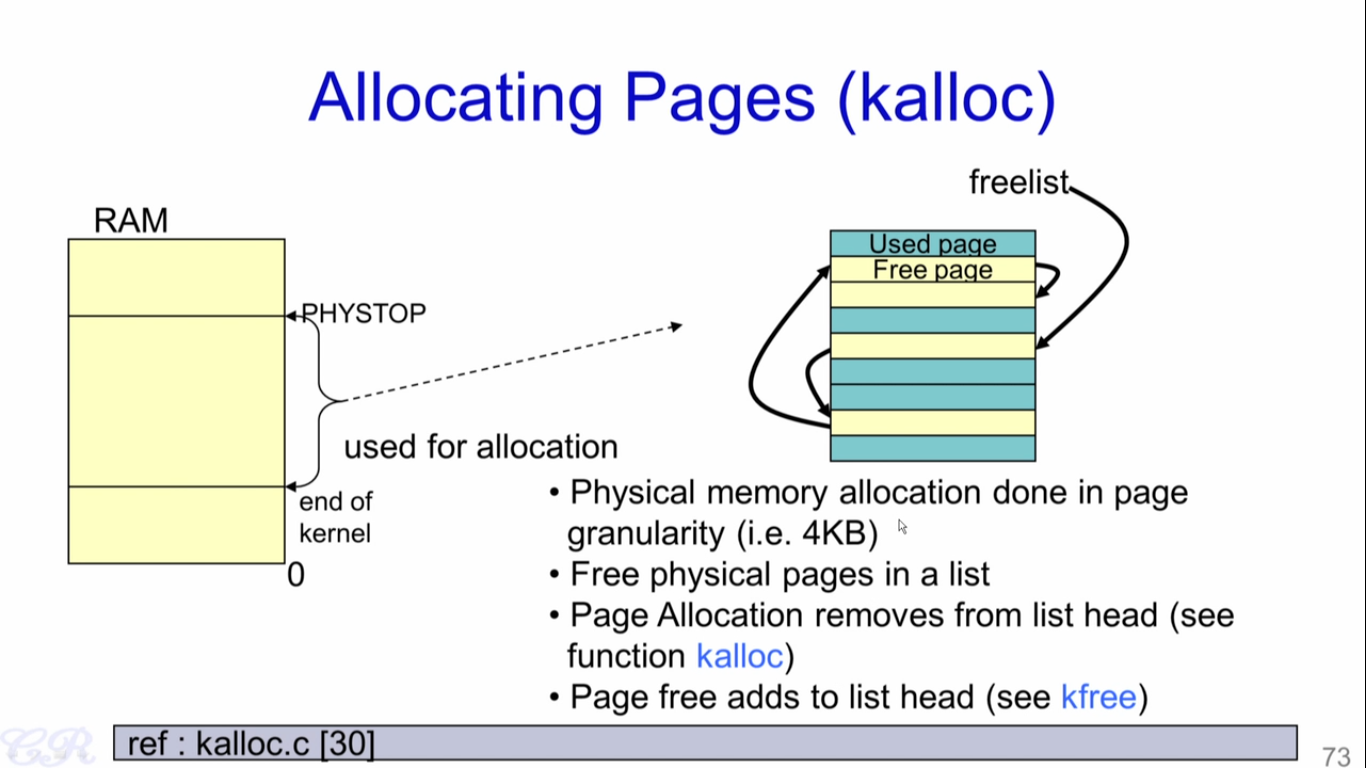 Allocating Pages (kalloc)
freelist
RAM
Used page
Free page
PHYSTOP
used for allocation
end of
kernel
0
• Physical memory allocation done in page
granularity (i.e. 4KB)
• Free physical pages in a list
• Page Allocation removes from list head (see
function kalloc)
• Page free adds to list head (see kfree)
CR
ref : kalloc.c [30]
73